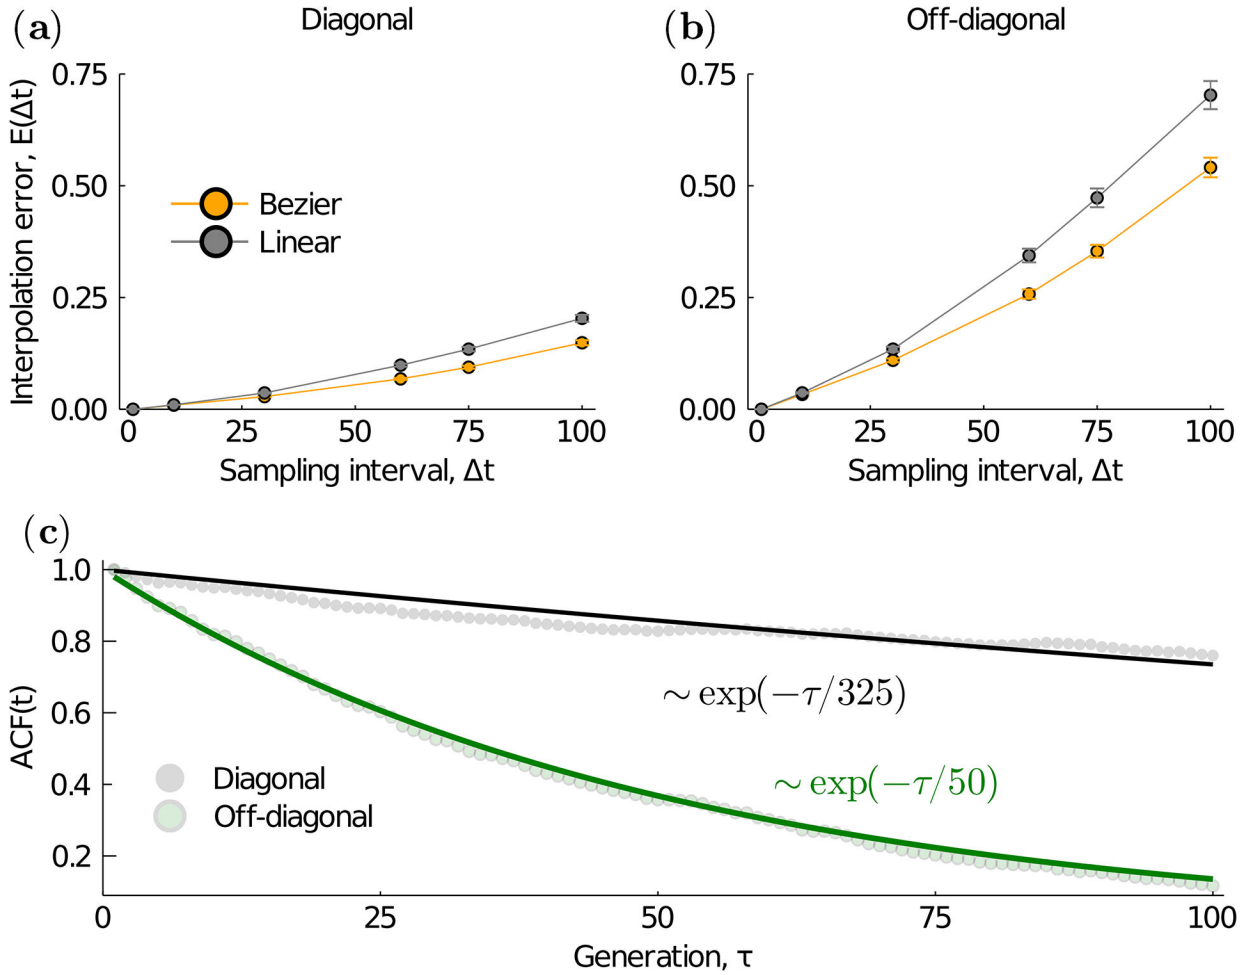 (a) Diagonal
(b) Off-diagonal
Interpolation error, E(Δt)
0.75
0.50
0.25
0.00
Bezier
Linear
0 25 50 75 100
Sampling interval, Δt
0.75
0.50
0.25
0.00
0 25 50 75 100
Sampling interval, Δt
(c)
ACF(t)
1.0
0.8
0.6
0.4
0.2
∼ exp(−τ/325)
∼ exp(−τ/50)
Diagonal
Off-diagonal
0 25 50 75 100
Generation, τ